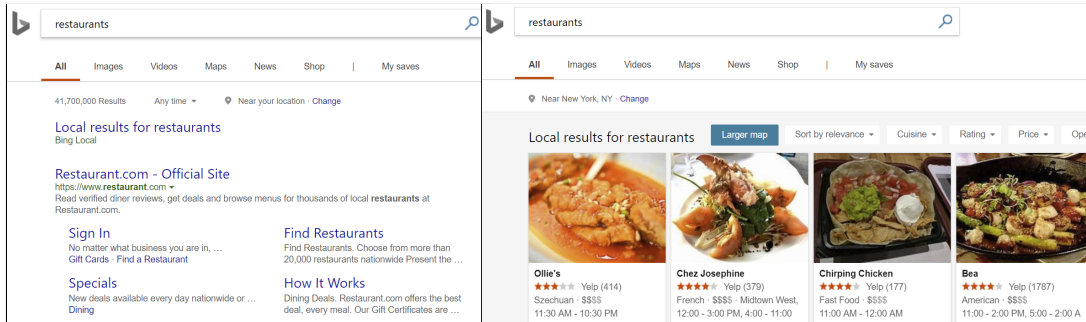 restaurants
All Images Videos Maps News Shop | My saves
41,700,000 Results Any time Near your location · Change
Local results for restaurants
Bing Local
Restaurant.com - Official Site
https://www.restaurant.com
Read verified diner reviews, get deals and browse menus for thousands of local restaurants at
Restaurant.com.
Sign In
No matter what business you are in, …
Gift Cards · Find a Restaurant
Find Restaurants
Find Restaurants. Choose from more than
20,000 restaurants nationwide Present the …
Specials
New deals available every day nationwide or …
Dining
How It Works
Dining Deals. Restaurant.com offers the best
deal, every meal. Our Gift Certificates are …
restaurants
All Images Videos Maps News Shop | My saves
Near New York, NY · Change
Local results for restaurants Larger map Sort by relevance Cuisine Rating Price Ope
Ollie's
Yelp (414)
Szechuan · $$$$
11:30 AM - 10:30 PM
Chez Josephine
Yelp (379)
French · $$$$ · Midtown West,
12:00 - 3:00 PM, 4:00 - 11:00
Chirping Chicken
Yelp (177)
Fast Food · $$$$
11:00 AM - 12:00 AM
Bea
Yelp (1787)
American · $$$$
11:00 - 2:00 PM, 5:00 - 2:00 A